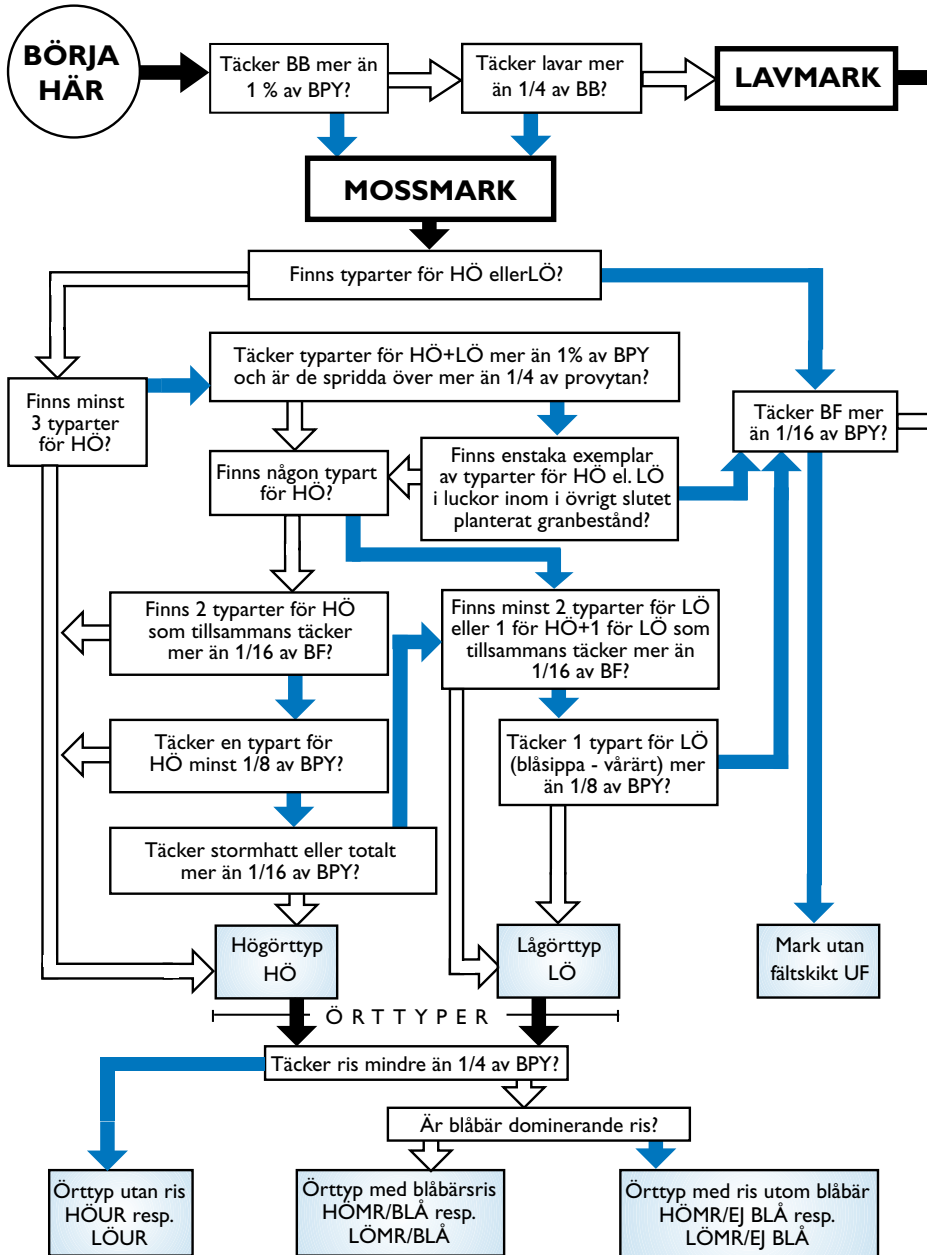 BÖRJA
HÄR
Täcker BB mer än
1 % av BPY?
Täcker lavar mer
än 1/4 av BB?
LAVMARK
MOSSMARK
Finns typarter för HÖ ellerLÖ?
Täcker typarter för HÖ+LÖ mer än 1% av BPY
och är de spridda över mer än 1/4 av provytan?
Finns minst
3 typarter
för HÖ?
Täcker BF mer
än 1/16 av BPY?
Finns någon typart
för HÖ?
Finns enstaka exemplar
av typarter för HÖ el. LÖ
i luckor inom i övrigt slutet
planterat granbestånd?
Finns 2 typarter för HÖ
som tillsammans täcker
mer än 1/16 av BF?
Finns minst 2 typarter för LÖ
eller 1 för HÖ+1 för LÖ som
tillsammans täcker mer än
1/16 av BF?
Täcker en typart för
HÖ minst 1/8 av BPY?
Täcker 1 typart för LÖ
(blåsippa - vårärt) mer
än 1/8 av BPY?
Täcker stormhatt eller totalt
mer än 1/16 av BPY?
Högörttyp
HÖ
Lågörttyp
LÖ
Mark utan
fältskikt UF
ÖRTTYPER
Täcker ris mindre än 1/4 av BPY?
Är blåbär dominerande ris?
Örttyp utan ris
HÖUR resp.
LÖUR
Örttyp med blåbärsris
HÖMR/BLÅ resp.
LÖMR/BLÅ
Örttyp med ris utom blåbär
HÖMR/EJ BLÅ resp.
LÖMR/EJ BLÅ